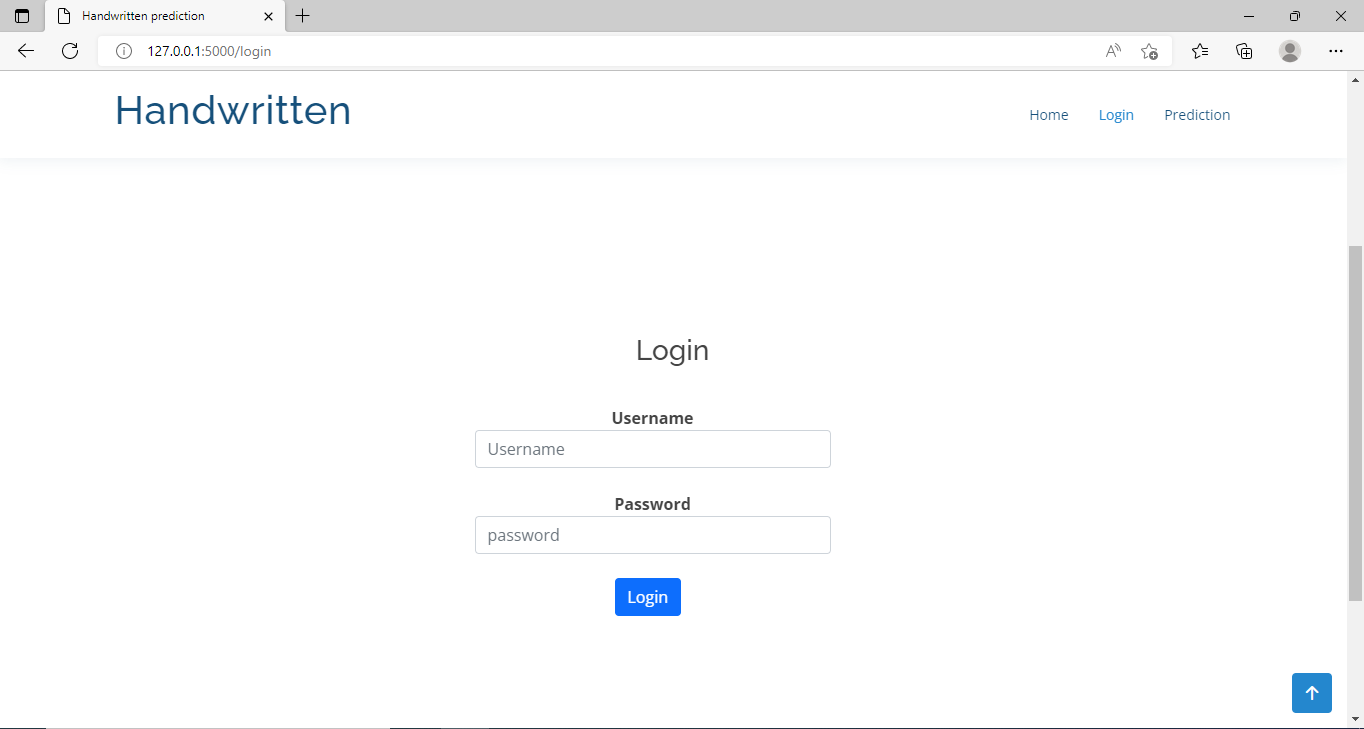 Handwritten prediction
127.0.0.1:5000/login
Handwritten
Home Login Prediction
Login
Username
Username
Password
password
Login